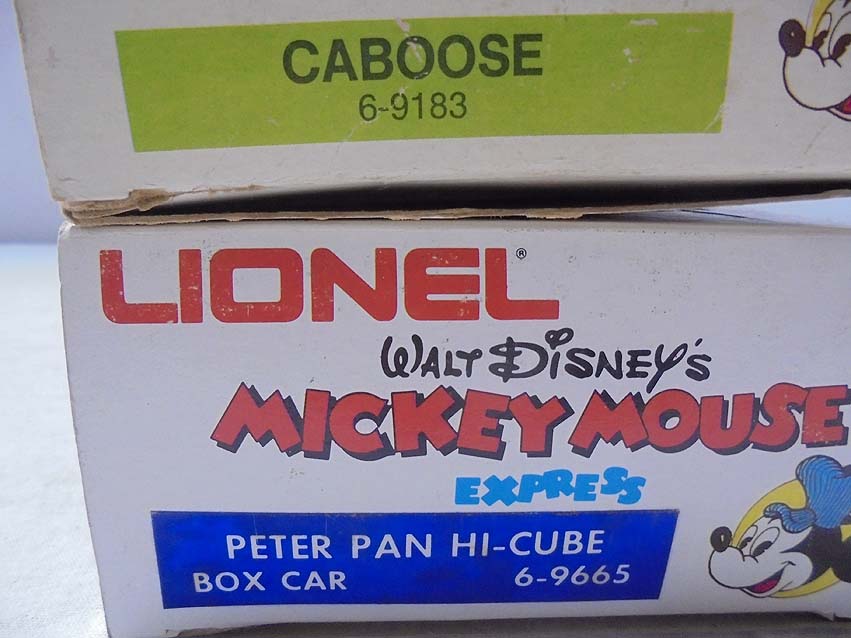 CABOOSE
6-9183
LIONEL®
WALT DISNEY'S
MICKEY MOUSE
EXPRESS
PETER PAN HI-CUBE
BOX CAR 6-9665